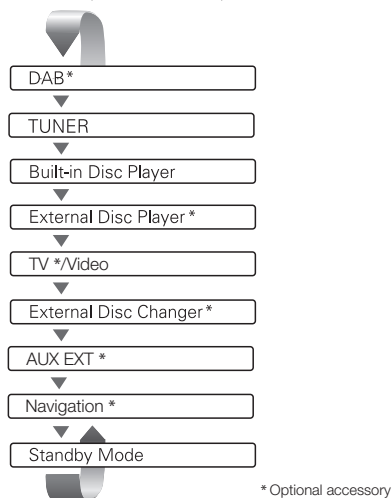 DAB*
TUNER
Built-in Disc Player
External Disc Player *
TV */Video
External Disc Changer*
AUX EXT *
Navigation *
Standby Mode
* Optional accessory